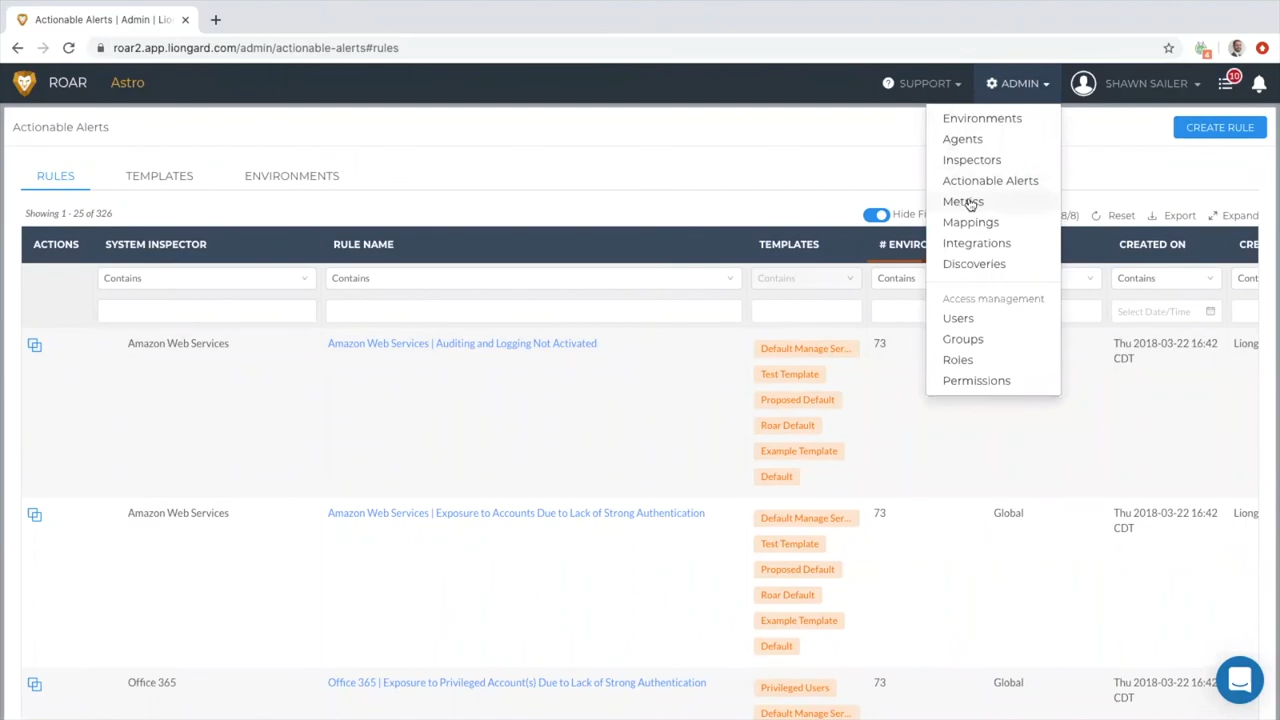 Actionable Alerts | Admin | Lio
roar2.app.liongard.com/admin/actionable-alerts#rules
4
ROAR
Astro
SUPPORT
ADMIN
SHAWN SAILER
10
Actionable Alerts
CREATE RULE
Environments
Agents
Inspectors
Actionable Alerts
Metrics
Mappings
Integrations
Discoveries
Access management
Users
Groups
Roles
Permissions
RULES
TEMPLATES
ENVIRONMENTS
Showing 1 - 25 of 326
Hide Fi
8/8)
Reset
Export
Expand
ACTIONS
SYSTEM INSPECTOR
RULE NAME
TEMPLATES
# ENVIRO
CREATED ON
CRE
Contains
Contains
Contains
Contains
Contains
Cont
Select Date/Time
Amazon Web Services
Amazon Web Services | Auditing and Logging Not Activated
Default Manage Ser...
Test Template
Proposed Default
Roar Default
Example Template
Default
73
Thu 2018-03-22 16:42
CDT
Liong
Amazon Web Services
Amazon Web Services | Exposure to Accounts Due to Lack of Strong Authentication
Default Manage Ser...
Test Template
Proposed Default
Roar Default
Example Template
Default
73
Global
Thu 2018-03-22 16:42
CDT
Liong
Office 365
Office 365 | Exposure to Privileged Account(s) Due to Lack of Strong Authentication
Privileged Users
Default Manage Ser...
73
Global
Thu 2018-03-22 16:42
CDT